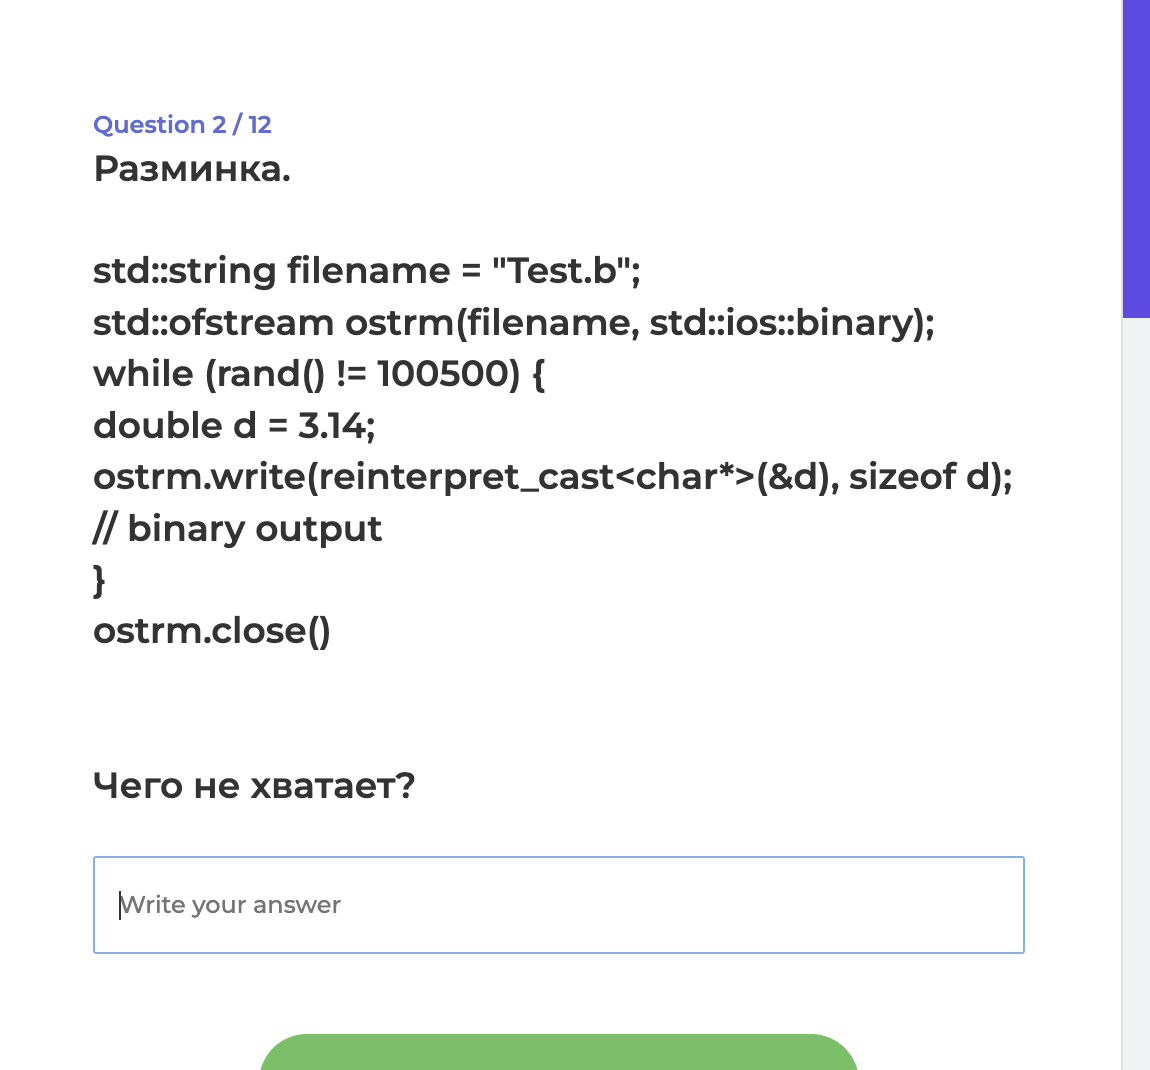 Question 2 / 12
Разминка.
std::string filename = "Test.b";
std::ofstream ostrm(filename, std::ios::binary);
while (rand() != 100500) {
double d = 3.14;
ostrm.write(reinterpret_cast<char*>(&d), sizeof d);
// binary output
}
ostrm.close()
Чего не хватает?
Write your answer